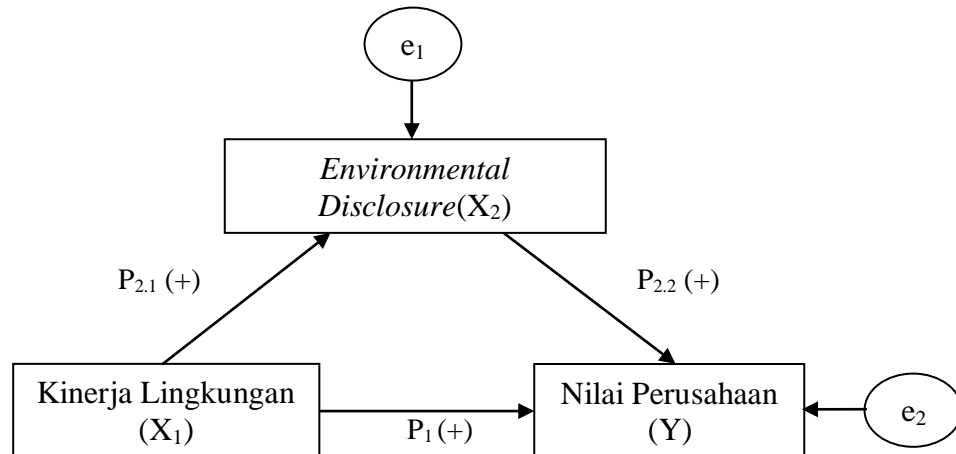 e₁
Environmental
Disclosure(X₂)
P₂.₁ (+)
P₂.₂ (+)
Kinerja Lingkungan
(X₁)
P₁ (+)
Nilai Perusahaan
(Y)
e₂